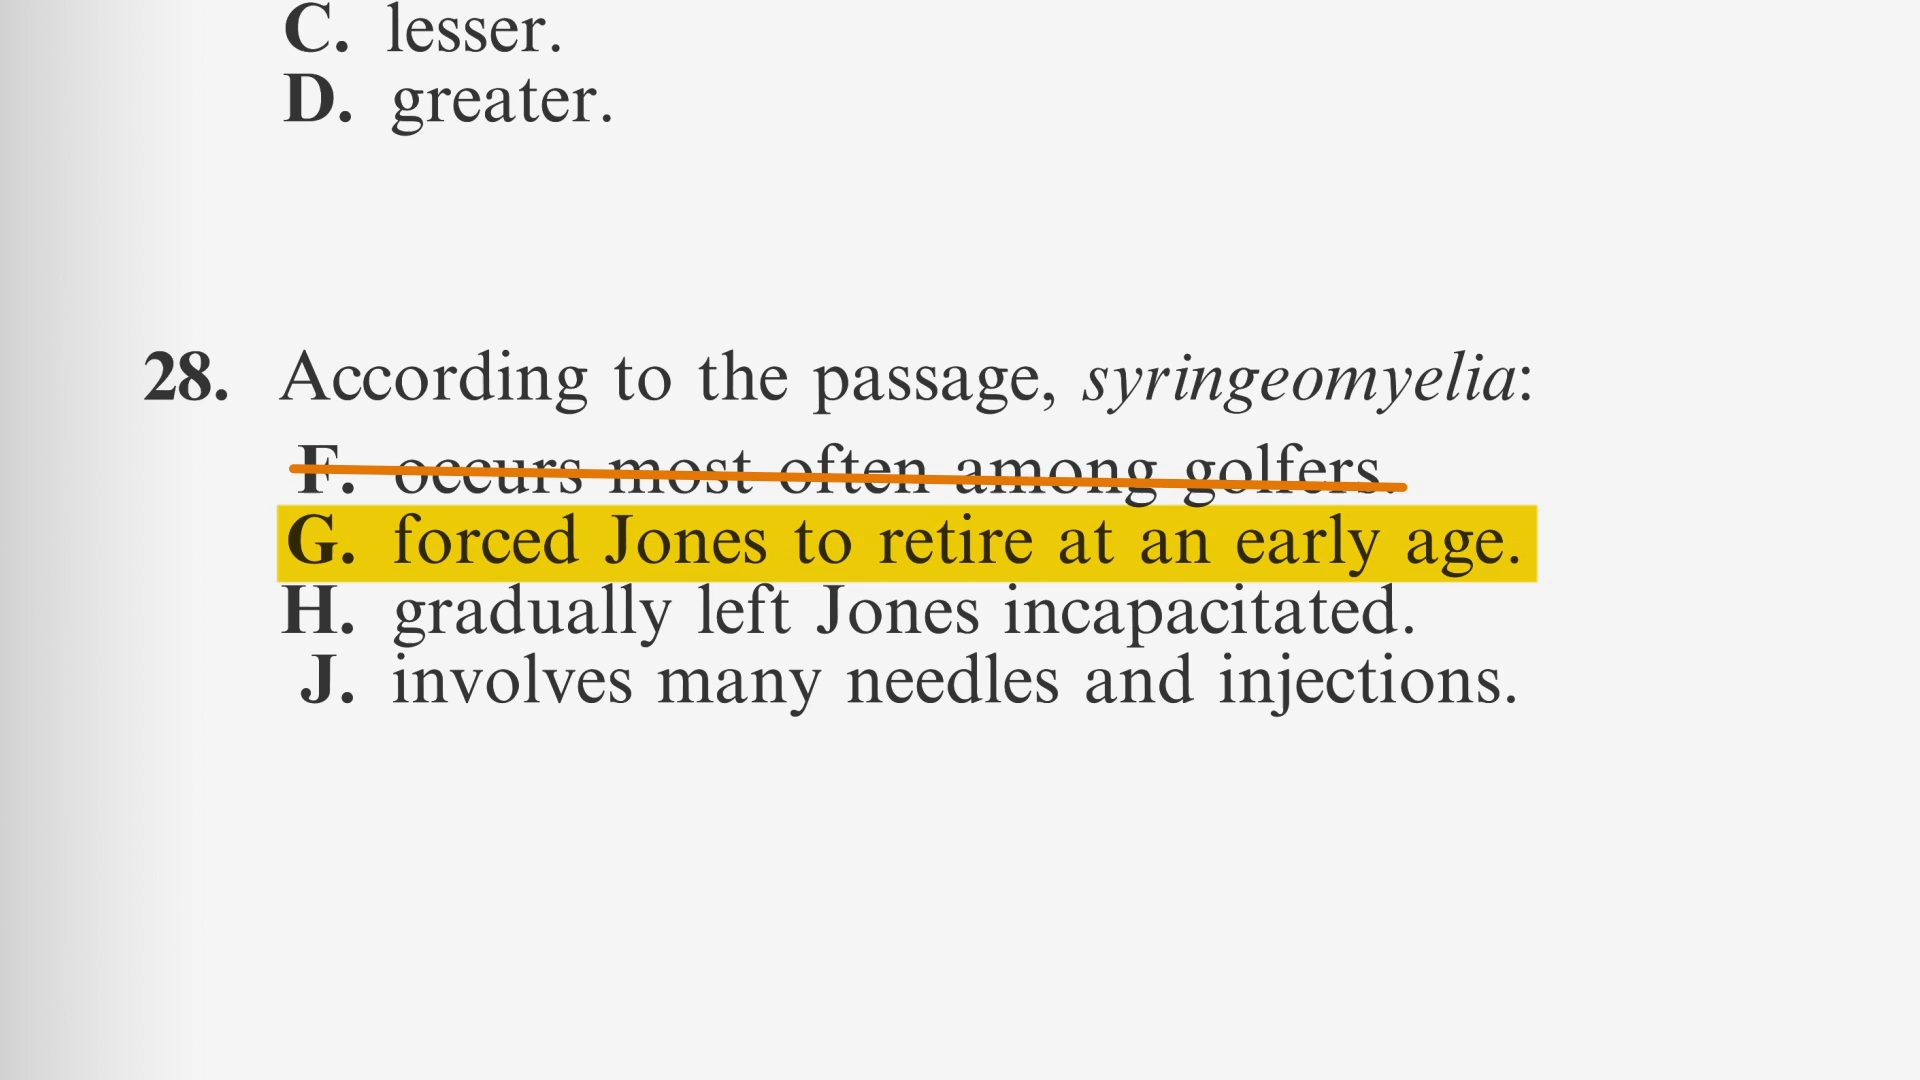 C. lesser.
D. greater.
28. According to the passage, syringeomyelia:
F. occurs most often among golfers.
G. forced Jones to retire at an early age.
H. gradually left Jones incapacitated.
J. involves many needles and injections.